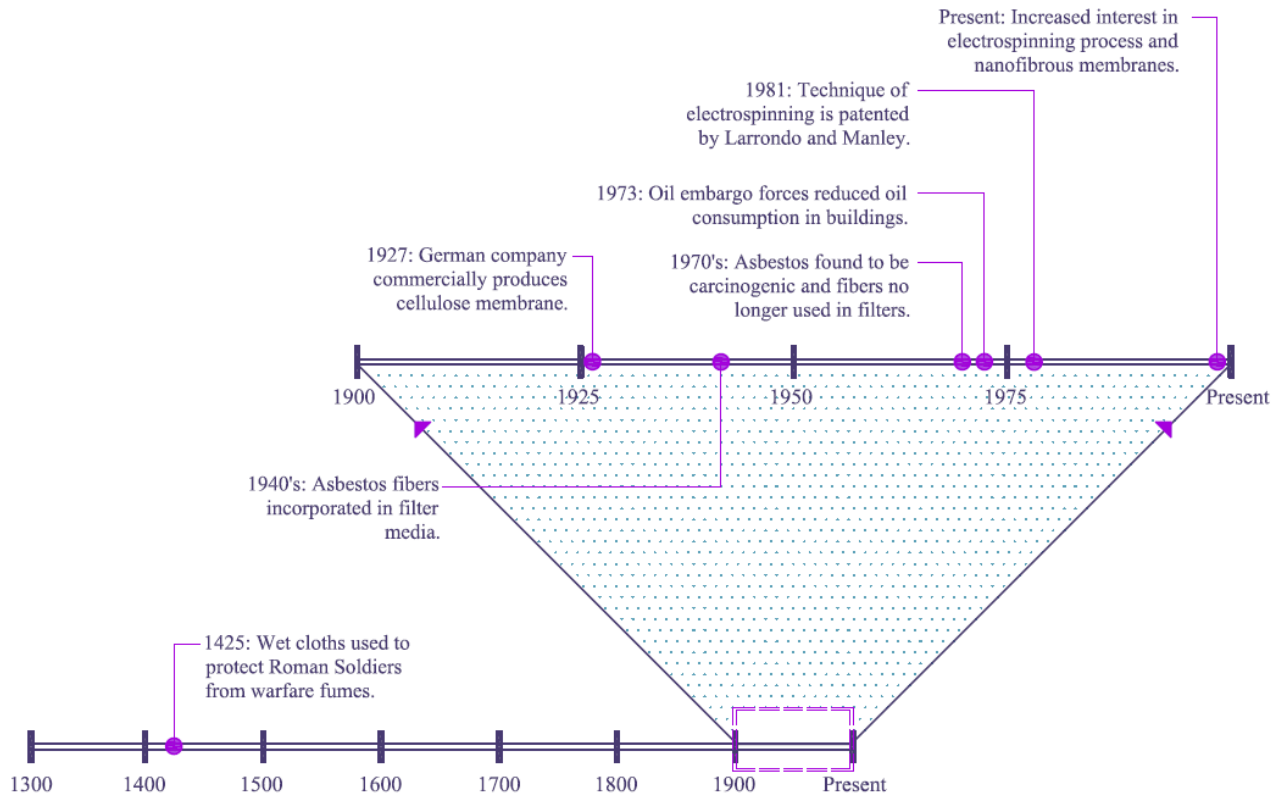 Present: Increased interest in
electrospinning process and
nanofibrous membranes.
1981: Technique of
electrospinning is patented
by Larrondo and Manley.
1973: Oil embargo forces reduced oil
consumption in buildings.
1927: German company
commercially produces
cellulose membrane.
1970's: Asbestos found to be
carcinogenic and fibers no
longer used in filters.
1900
1925
1950
1975
Present
1940's: Asbestos fibers
incorporated in filter
media.
1425: Wet cloths used to
protect Roman Soldiers
from warfare fumes.
1300
1400
1500
1600
1700
1800
1900
Present